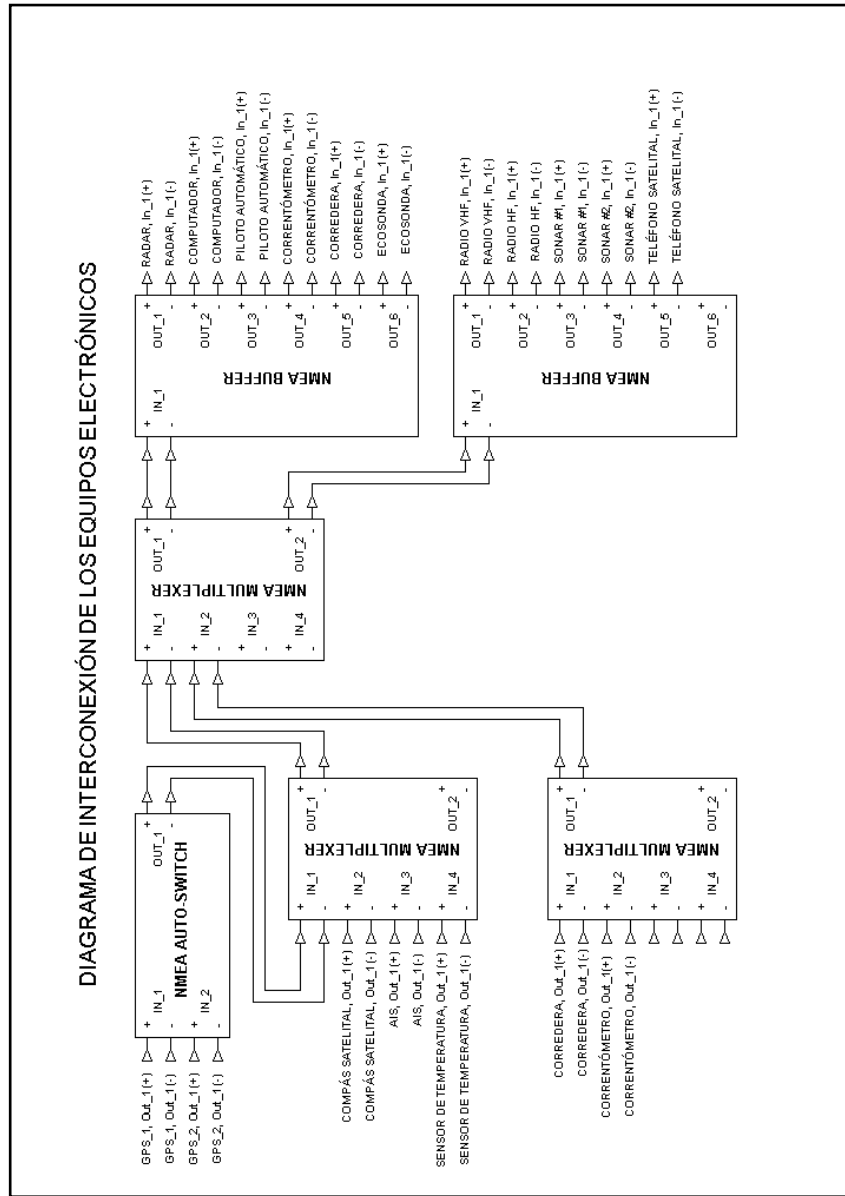 DIAGRAMA DE INTERCONEXIÓN DE LOS EQUIPOS ELECTRÓNICOS
GPS_1, Out_1(+)
GPS_1, Out_1(-)
GPS_2, Out_1(+)
GPS_2, Out_1(-)
+
IN_1
-
+
IN_2
-
NMEA AUTO-SWITCH
+
OUT_1
-
COMPÁS SATELITAL, Out_1(+)
COMPÁS SATELITAL, Out_1(-)
AIS, Out_1(+)
AIS, Out_1(-)
SENSOR DE TEMPERATURA, Out_1(+)
SENSOR DE TEMPERATURA, Out_1(-)
+
IN_1
-
+
IN_2
-
+
IN_3
-
+
IN_4
-
NMEA MULTIPLEXER
+
OUT_1
-
+
OUT_2
-
CORREDERA, Out_1(+)
CORREDERA, Out_1(-)
CORRENTÓMETRO, Out_1(+)
CORRENTÓMETRO, Out_1(-)
+
IN_1
-
+
IN_2
-
+
IN_3
-
+
IN_4
-
NMEA MULTIPLEXER
+
OUT_1
-
+
OUT_2
-
+
IN_1
-
+
IN_2
-
+
IN_3
-
+
IN_4
-
NMEA MULTIPLEXER
+
OUT_1
-
+
OUT_2
-
+
IN_1
-
NMEA BUFFER
+
OUT_1
-
+
OUT_2
-
+
OUT_3
-
+
OUT_4
-
+
OUT_5
-
+
OUT_6
-
RADAR, In_1(+)
RADAR, In_1(-)
COMPUTADOR, In_1(+)
COMPUTADOR, In_1(-)
PILOTO AUTOMÁTICO, In_1(+)
PILOTO AUTOMÁTICO, In_1(-)
CORRENTÓMETRO, In_1(+)
CORRENTÓMETRO, In_1(-)
CORREDERA, In_1(+)
CORREDERA, In_1(-)
ECOSONDA, In_1(+)
ECOSONDA, In_1(-)
+
IN_1
-
NMEA BUFFER
+
OUT_1
-
+
OUT_2
-
+
OUT_3
-
+
OUT_4
-
+
OUT_5
-
+
OUT_6
-
RADIO VHF, In_1(+)
RADIO VHF, In_1(-)
RADIO HF, In_1(+)
RADIO HF, In_1(-)
SONAR #1, In_1(+)
SONAR #1, In_1(-)
SONAR #2, In_1(+)
SONAR #2, In_1(-)
TELÉFONO SATELITAL, In_1(+)
TELÉFONO SATELITAL, In_1(-)